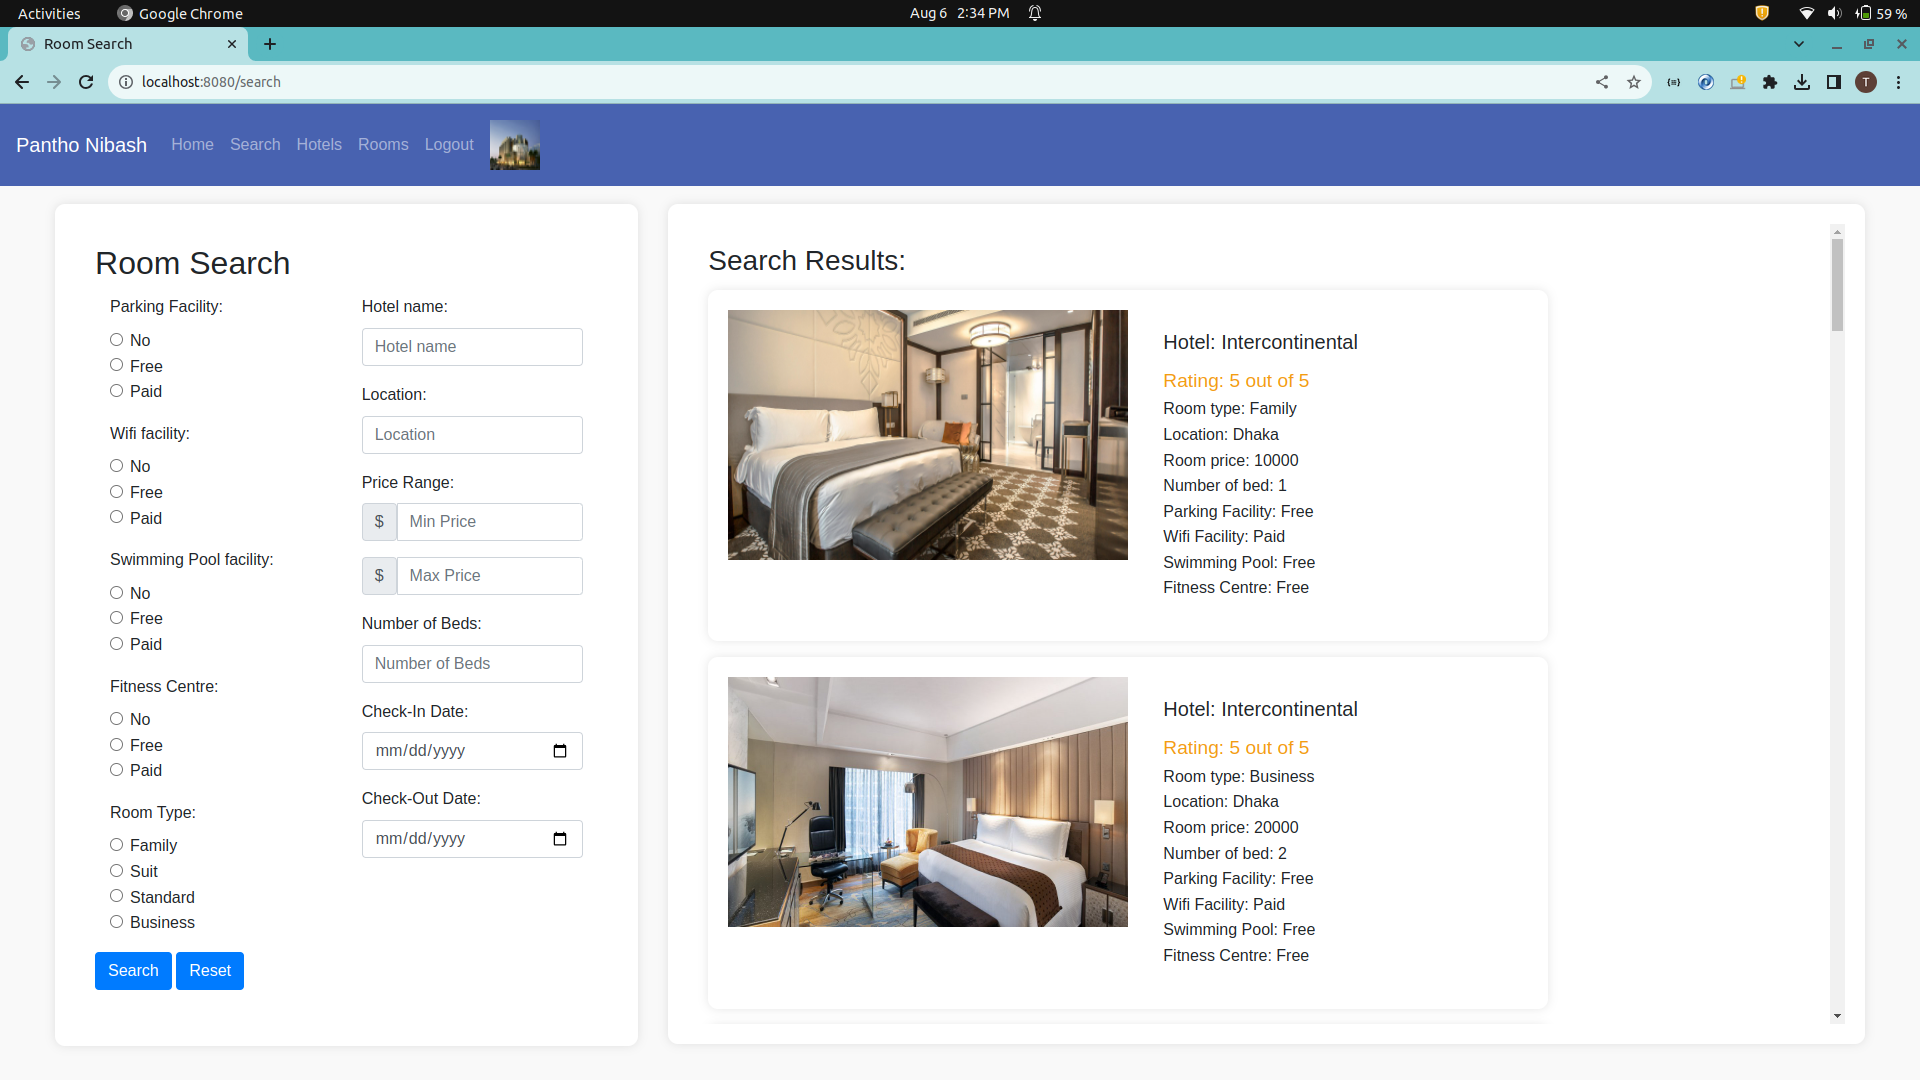 Activities
Google Chrome
Aug 6 2:34 PM
59 %
Room Search
localhost:8080/search
T
Pantho Nibash
Home
Search
Hotels
Rooms
Logout
Room Search
Parking Facility:
No
Free
Paid
Wifi facility:
No
Free
Paid
Swimming Pool facility:
No
Free
Paid
Fitness Centre:
No
Free
Paid
Room Type:
Family
Suit
Standard
Business
Search
Reset
Hotel name:
Hotel name
Location:
Location
Price Range:
$ Min Price
$ Max Price
Number of Beds:
Number of Beds
Check-In Date:
mm/dd/yyyy
Check-Out Date:
mm/dd/yyyy
Search Results:
Hotel: Intercontinental
Rating: 5 out of 5
Room type: Family
Location: Dhaka
Room price: 10000
Number of bed: 1
Parking Facility: Free
Wifi Facility: Paid
Swimming Pool: Free
Fitness Centre: Free
Hotel: Intercontinental
Rating: 5 out of 5
Room type: Business
Location: Dhaka
Room price: 20000
Number of bed: 2
Parking Facility: Free
Wifi Facility: Paid
Swimming Pool: Free
Fitness Centre: Free